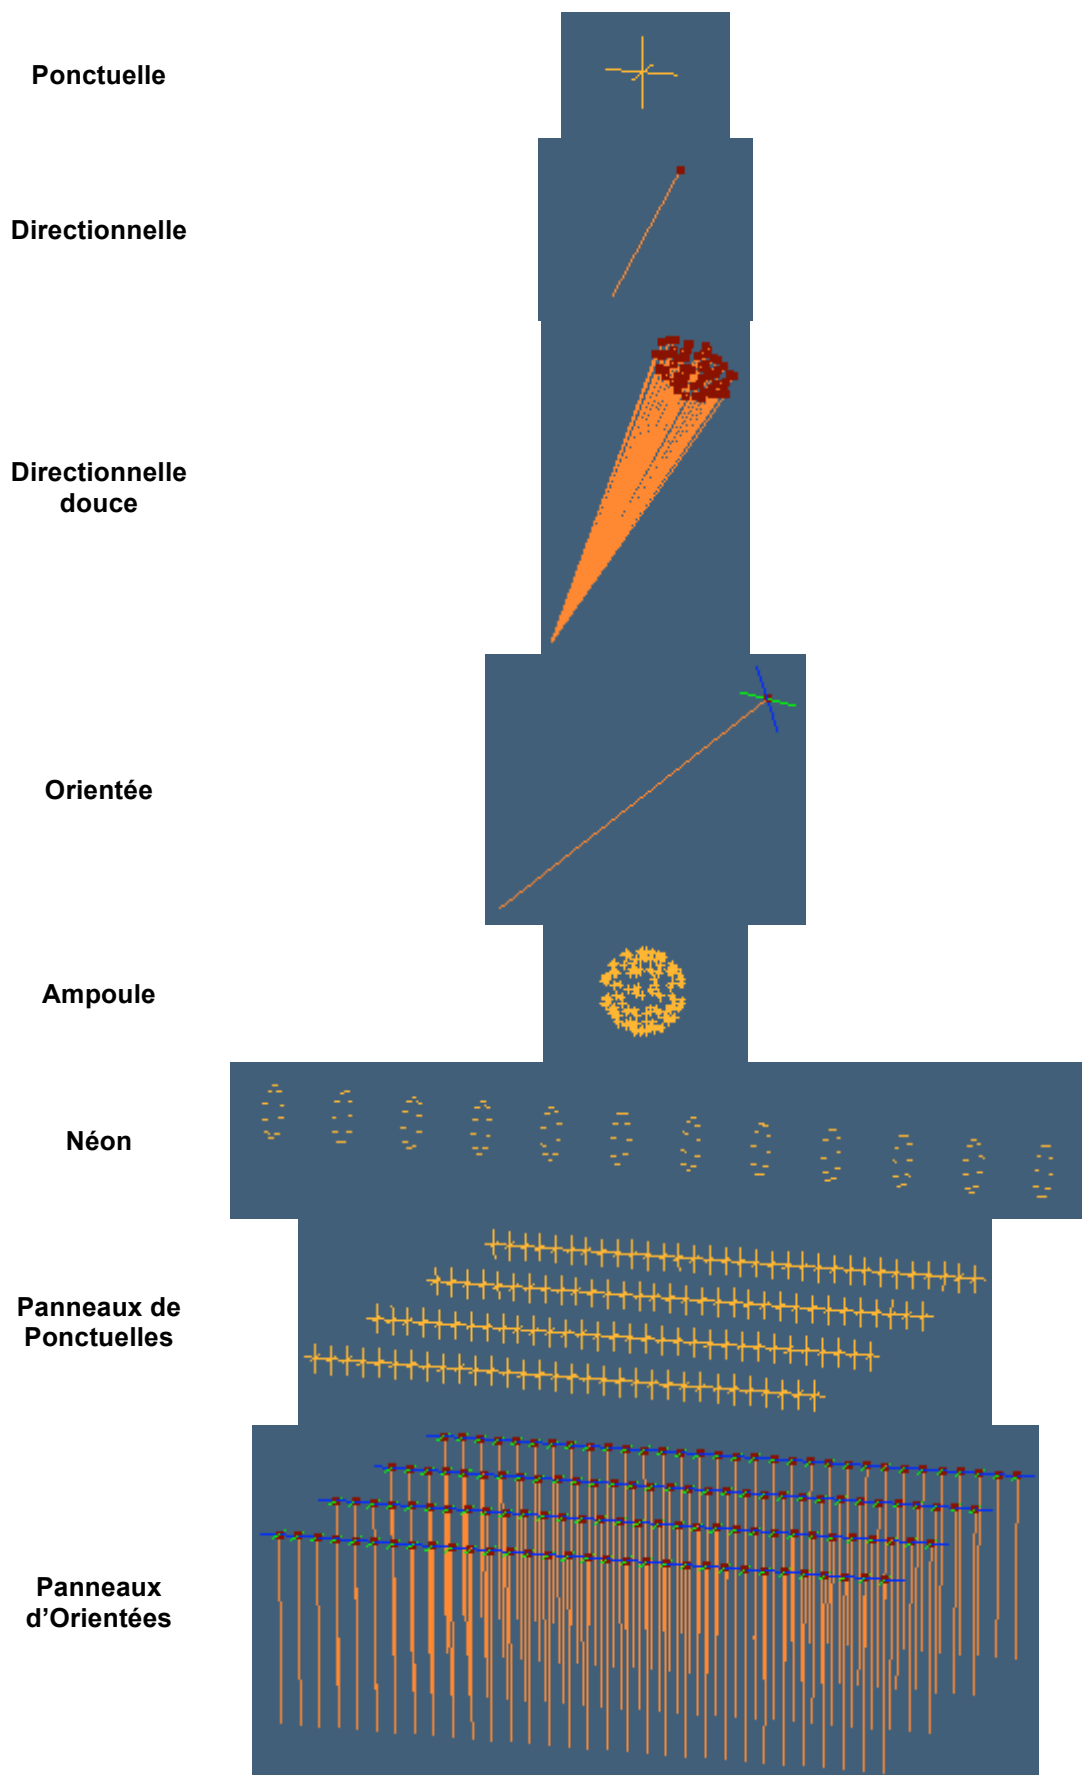 Ponctuelle
Directionnelle
Directionnelle
douce
Orientée
Ampoule
Néon
Panneaux de
Ponctuelles
Panneaux
d’Orientées